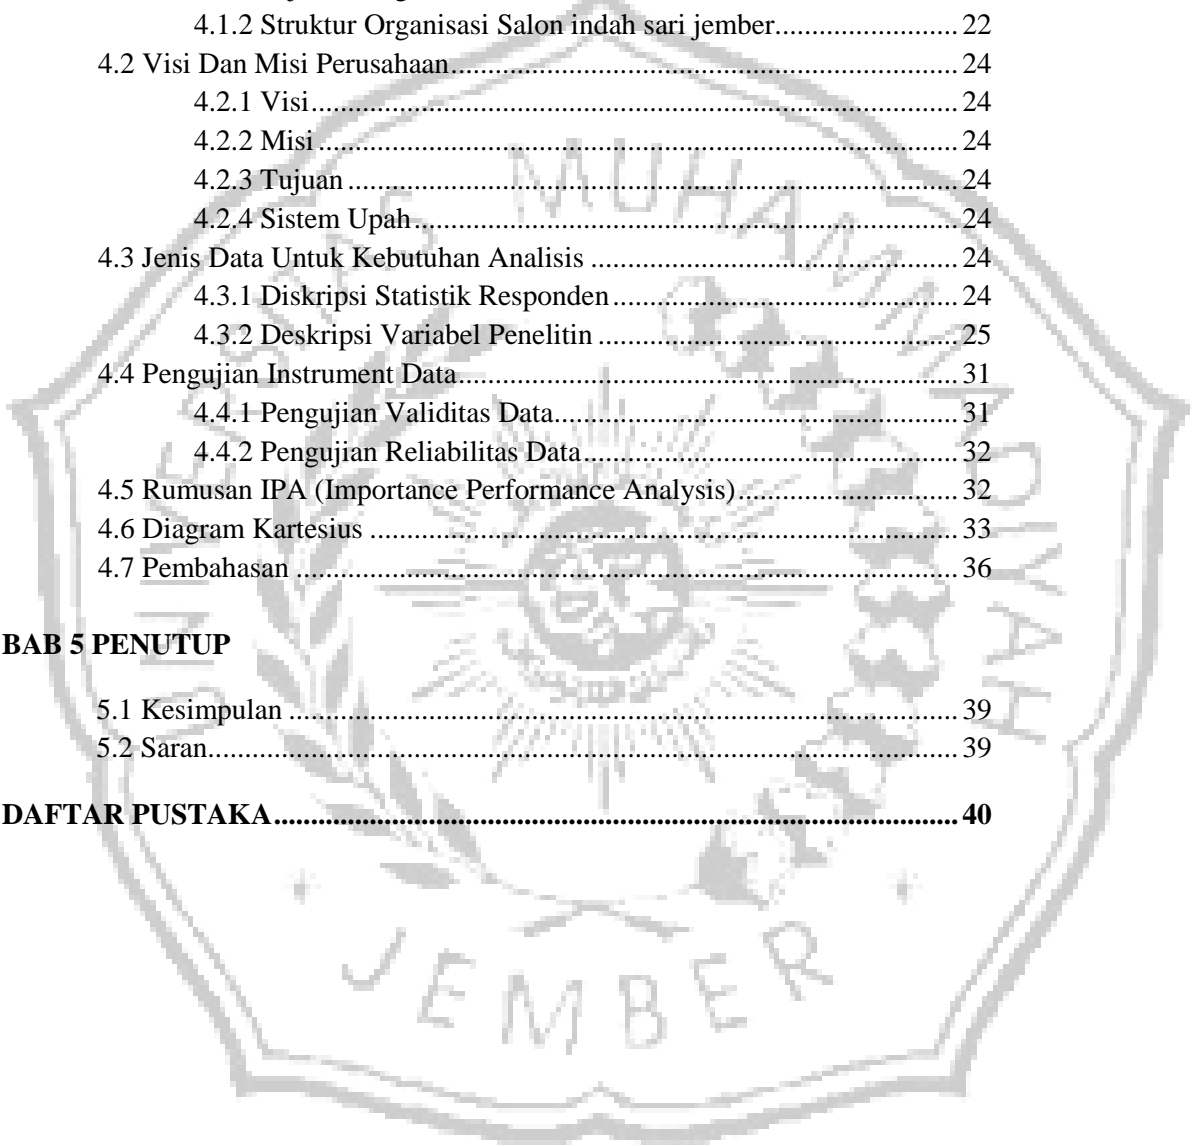 4.1.2 Struktur Organisasi Salon indah sari jember......................... 22
4.2 Visi Dan Misi Perusahaan..................................................................... 24
4.2.1 Visi........................................................................................ 24
4.2.2 Misi....................................................................................... 24
4.2.3 Tujuan ................................................................................... 24
4.2.4 Sistem Upah.......................................................................... 24
4.3 Jenis Data Untuk Kebutuhan Analisis .................................................. 24
4.3.1 Diskripsi Statistik Responden............................................... 24
4.3.2 Deskripsi Variabel Penelitin ................................................. 25
4.4 Pengujian Instrument Data.................................................................... 31
4.4.1 Pengujian Validitas Data....................................................... 31
4.4.2 Pengujian Reliabilitas Data................................................... 32
4.5 Rumusan IPA (Importance Performance Analysis).............................. 32
4.6 Diagram Kartesius ................................................................................ 33
4.7 Pembahasan .......................................................................................... 36
BAB 5 PENUTUP
5.1 Kesimpulan ........................................................................................... 39
5.2 Saran...................................................................................................... 39
DAFTAR PUSTAKA............................................................................................ 40
UNIVERSITAS MUHAMMADIYAH
JEMBER